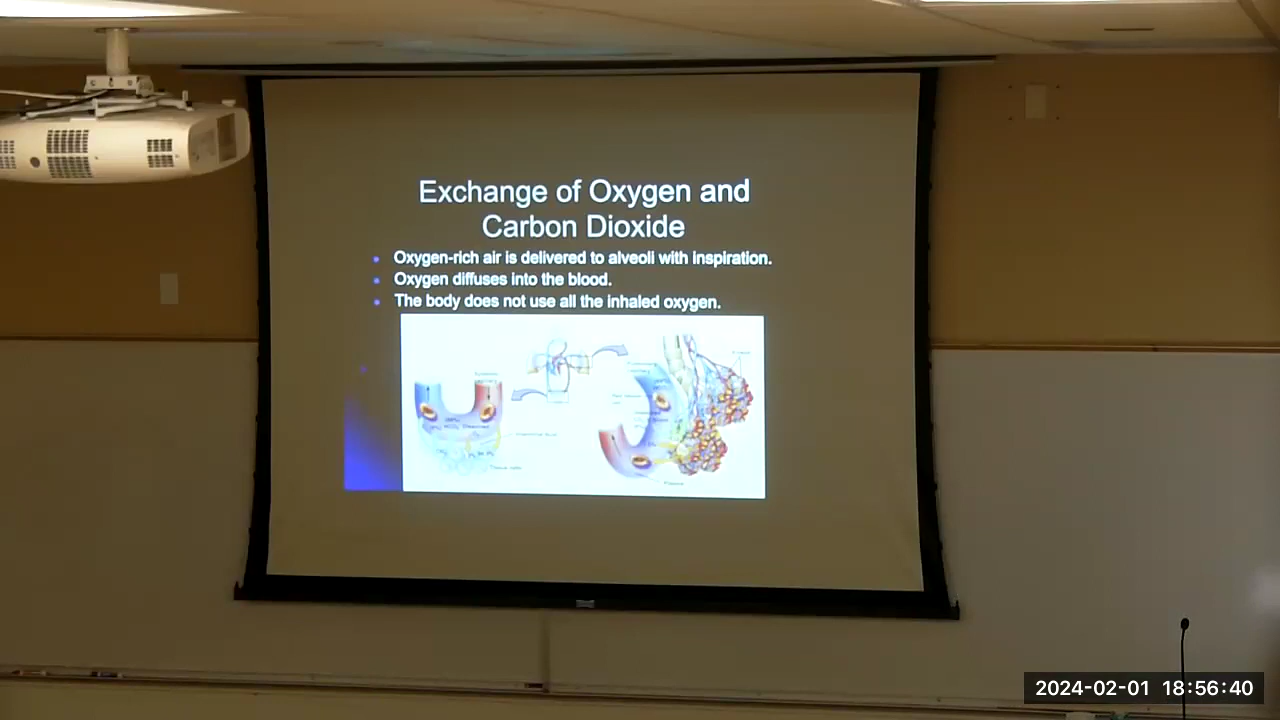 Exchange of Oxygen and
Carbon Dioxide
Oxygen-rich air is delivered to alveoli with inspiration.
Oxygen diffuses into the blood.
The body does not use all the inhaled oxygen.
2024-02-01 18:56:40